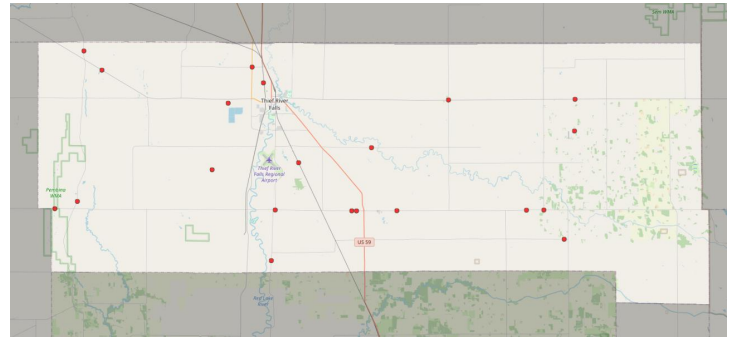 Thief River
Falls
Thief River
Falls Regional
Airport
Pembina
WMA
US 59
Red Lake
River